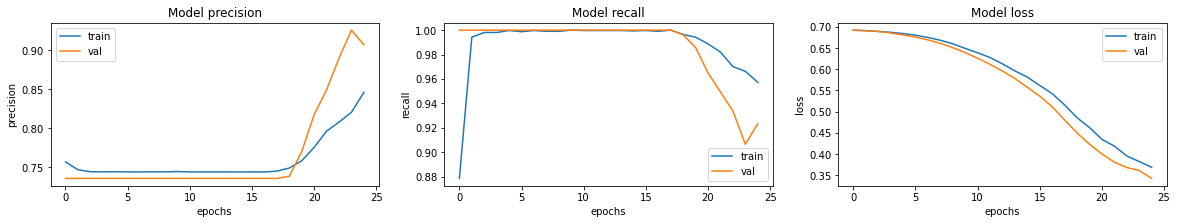 Model precision
0.90
0.85
0.80
0.75
precision
train
val
0 5 10 15 20 25
epochs
Model recall
1.00
0.98
0.96
0.94
0.92
0.90
0.88
recall
train
val
0 5 10 15 20 25
epochs
Model loss
0.70
0.65
0.60
0.55
0.50
0.45
0.40
0.35
loss
train
val
0 5 10 15 20 25
epochs